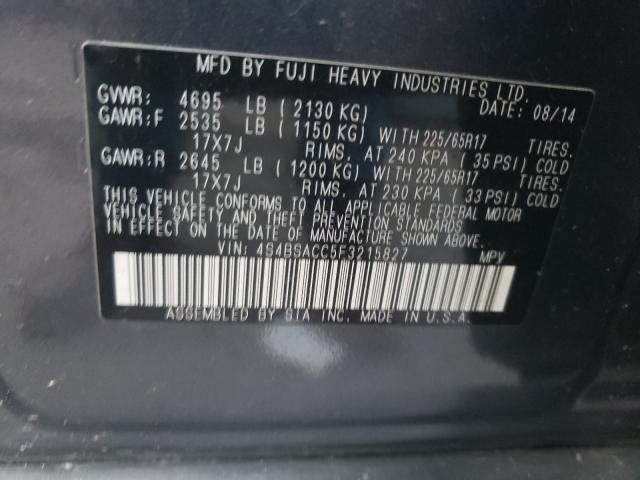 MFD BY FUJI HEAVY INDUSTRIES LTD.
GVWR: 4695 LB ( 2130 KG) DATE: 08/14
GAWR:F 2535 LB ( 1150 KG) WITH 225/65R17 TIRES.
17X7J RIMS. AT 240 KPA ( 35 PSI) COLD
GAWR:R 2645 LB ( 1200 KG) WITH 225/65R17 TIRES.
17X7J RIMS. AT 230 KPA ( 33 PSI) COLD
THIS VEHICLE CONFORMS TO ALL APPLICABLE FEDERAL MOTOR
VEHICLE SAFETY AND THEFT PREVENTION STANDARDS
IN EFFECT ON THE DATE OF MANUFACTURE SHOWN ABOVE.
VIN: 4S4BSACC5F3215827 MPV
ASSEMBLED BY SIA INC. MADE IN U.S.A.